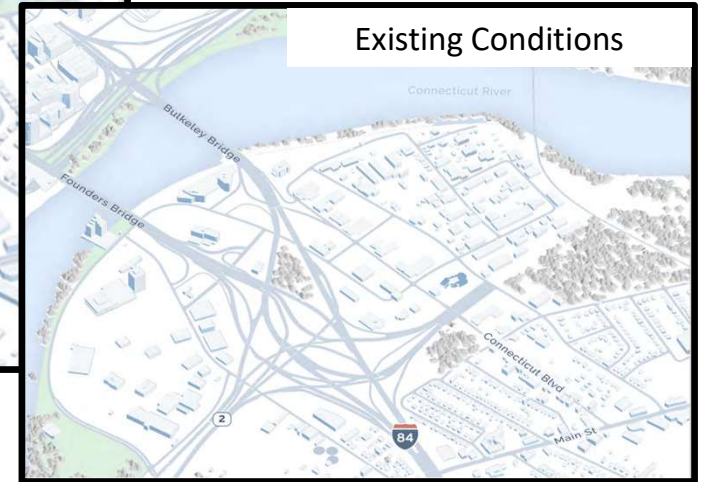 Existing Conditions
Connecticut River
Bulkeley Bridge
Founders Bridge
Connecticut Blvd
2
84
Main St